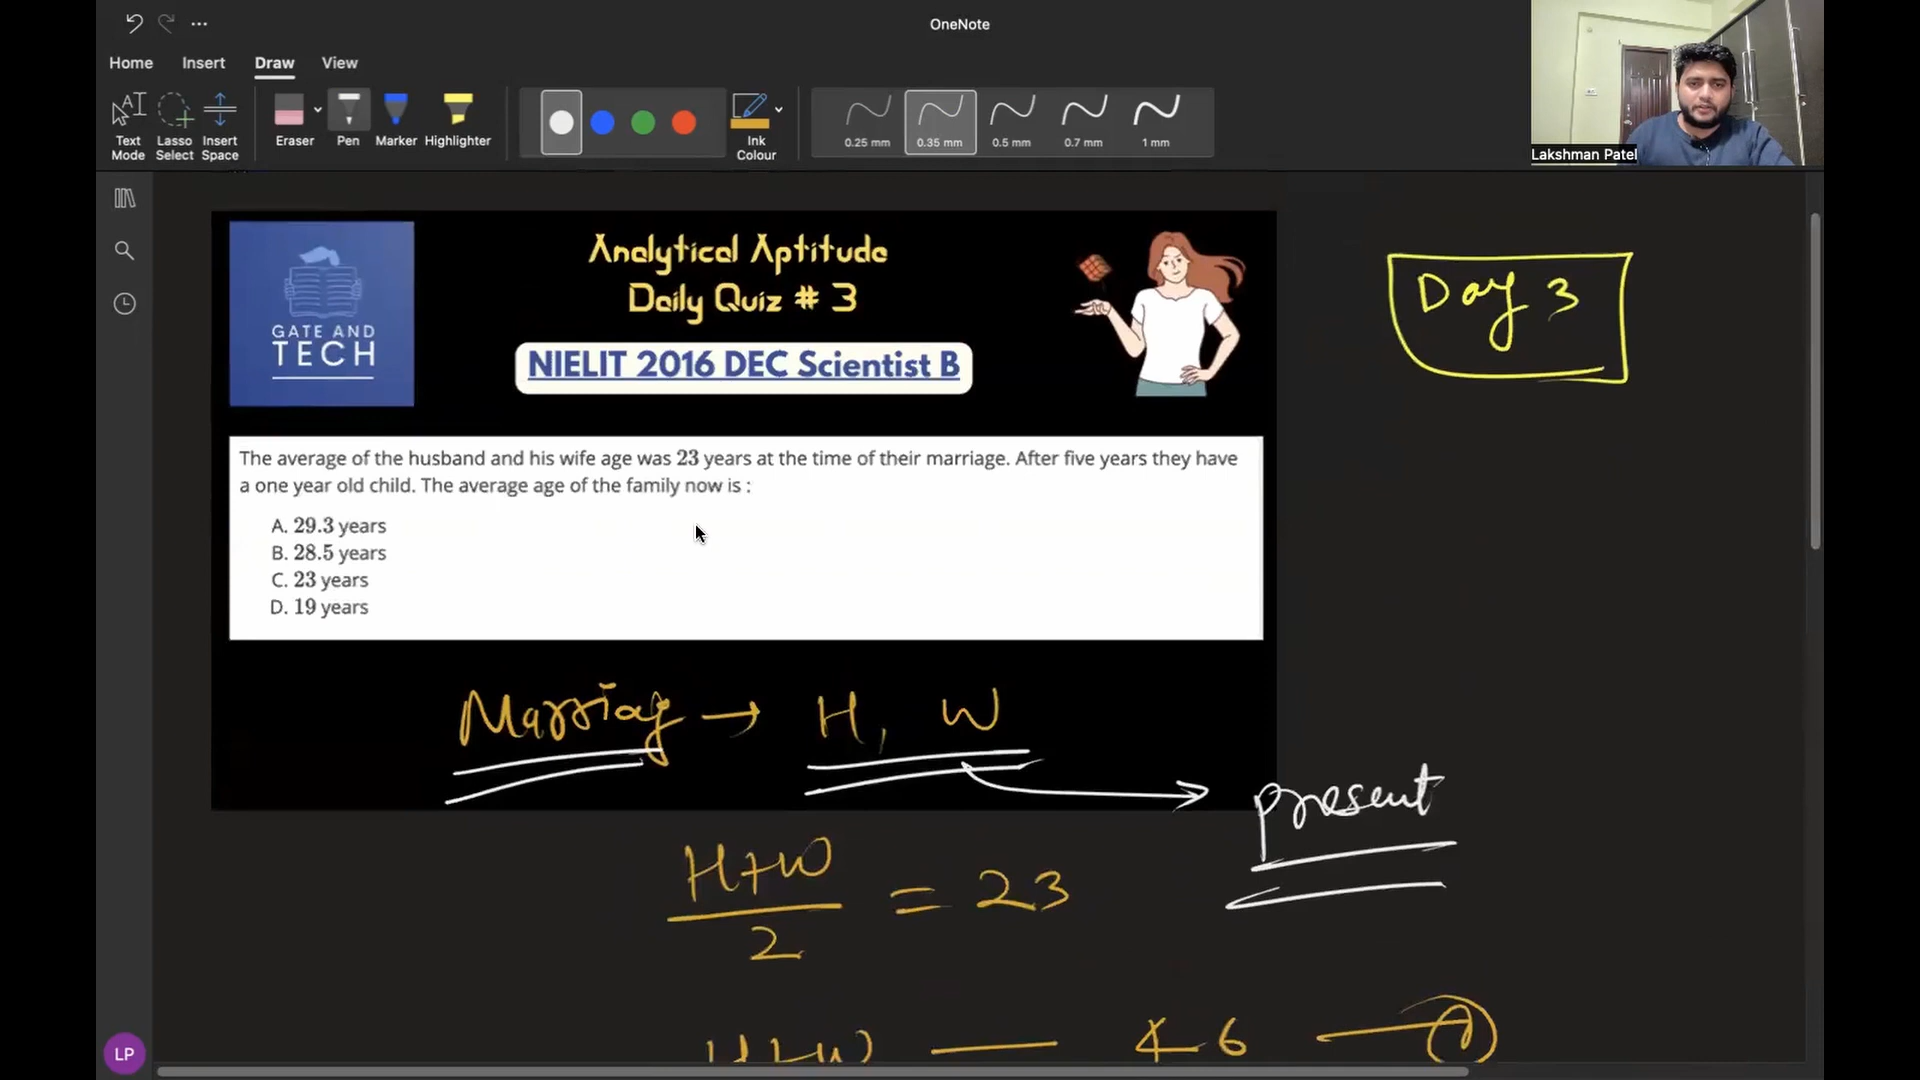 OneNote
Home Insert Draw View
Text Mode
Lasso Select
Insert Space
Eraser
Pen
Marker
Highlighter
Ink Colour
0.25 mm
0.35 mm
0.5 mm
0.7 mm
1 mm
Lakshman Patel
GATE AND
TECH
Analytical Aptitude
Daily Quiz # 3
NIELIT 2016 DEC Scientist B
Day 3
The average of the husband and his wife age was 23 years at the time of their marriage. After five years they have
a one year old child. The average age of the family now is :
A. 29.3 years
B. 28.5 years
C. 23 years
D. 19 years
Marriag → H, W
present
H+W
2
= 23
H+W = 46 — 1
LP